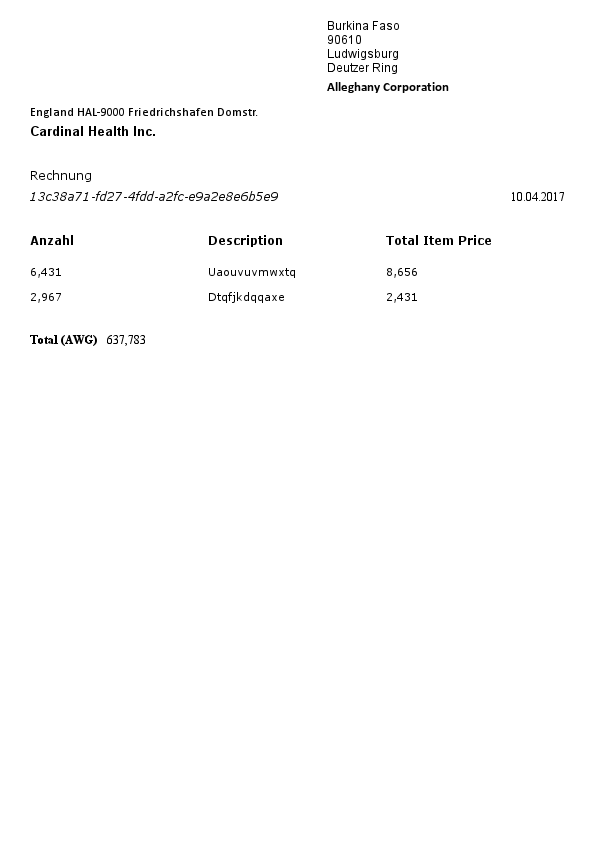 Burkina Faso
90610
Ludwigsburg
Deutzer Ring
Alleghany Corporation
England HAL-9000 Friedrichshafen Domstr.
Cardinal Health Inc.
Rechnung
13c38a71-fd27-4fdd-a2fc-e9a2e8e6b5e9 10.04.2017
Anzahl Description Total Item Price
6,431 Uaouvuvmwxtq 8,656
2,967 Dtqfjkdqqaxe 2,431
Total (AWG) 637,783